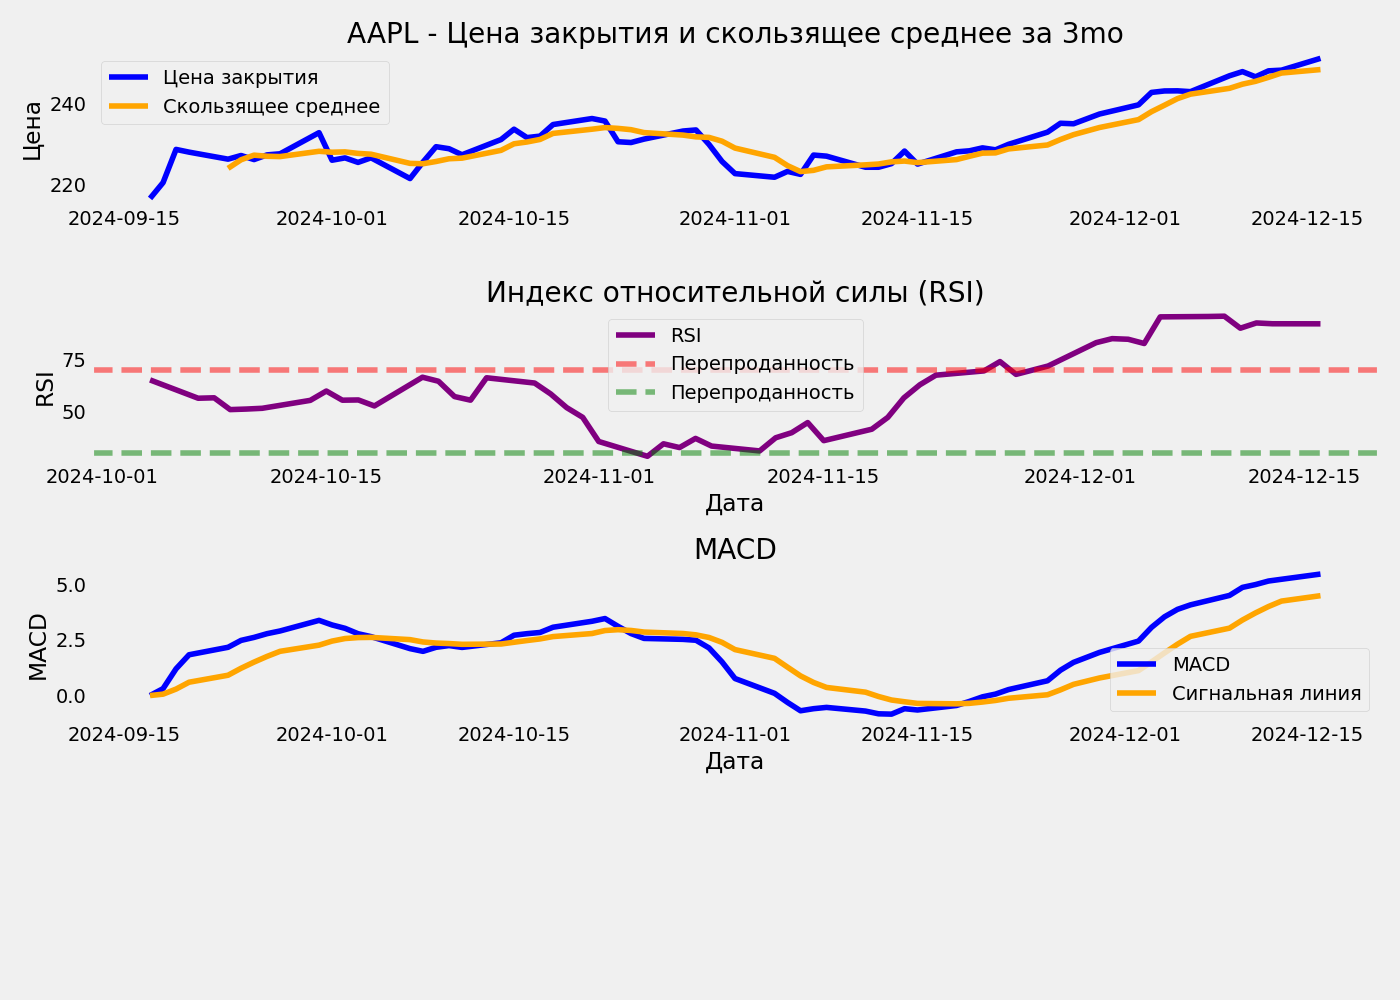 AAPL - Цена закрытия и скользящее среднее за 3mo
Цена закрытия
Скользящее среднее
Цена
240
220
2024-09-15 2024-10-01 2024-10-15 2024-11-01 2024-11-15 2024-12-01 2024-12-15
Индекс относительной силы (RSI)
RSI
Перепроданность
Перепроданность
RSI
75
50
2024-10-01 2024-10-15 2024-11-01 2024-11-15 2024-12-01 2024-12-15
Дата
MACD
MACD
5.0
2.5
0.0
MACD
Сигнальная линия
2024-09-15 2024-10-01 2024-10-15 2024-11-01 2024-11-15 2024-12-01 2024-12-15
Дата